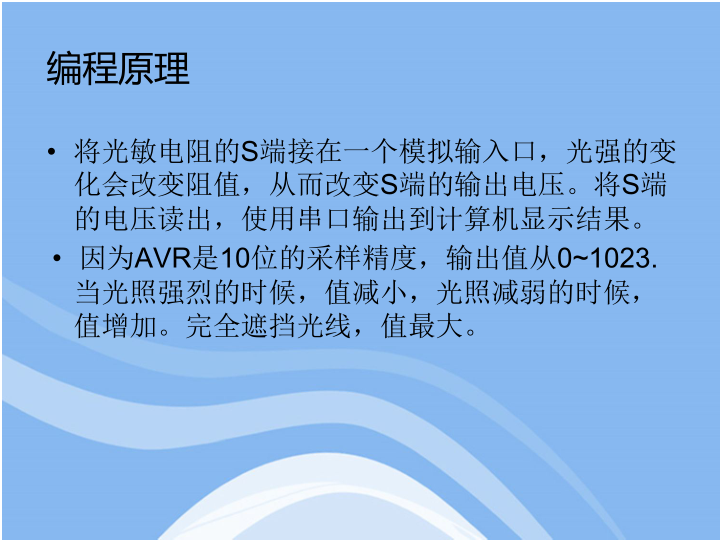 编程原理
• 将光敏电阻的S端接在一个模拟输入口，光强的变
化会改变阻值，从而改变S端的输出电压。将S端
的电压读出，使用串口输出到计算机显示结果。
• 因为AVR是10位的采样精度，输出值从0~1023.
当光照强烈的时候，值减小，光照减弱的时候，
值增加。完全遮挡光线，值最大。